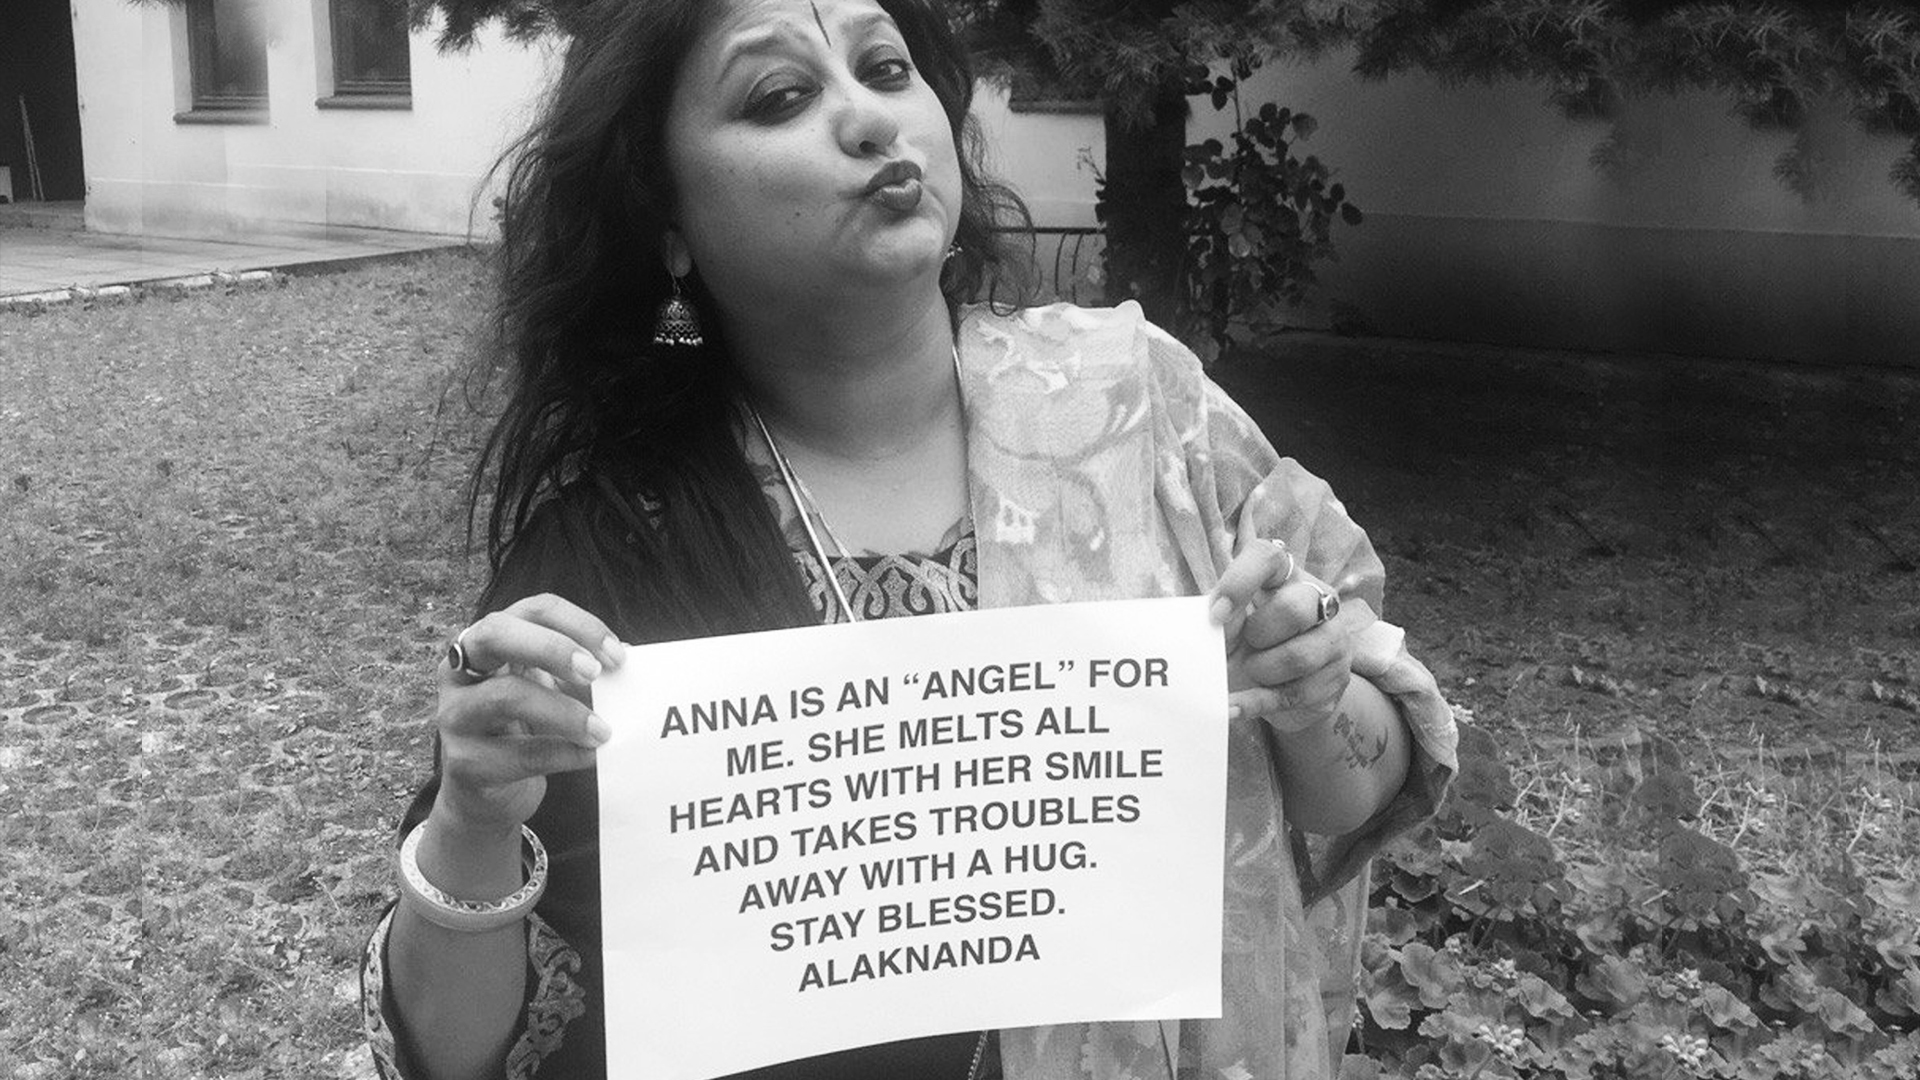 ANNA IS AN “ANGEL” FOR
ME. SHE MELTS ALL
HEARTS WITH HER SMILE
AND TAKES TROUBLES
AWAY WITH A HUG.
STAY BLESSED.
ALAKNANDA